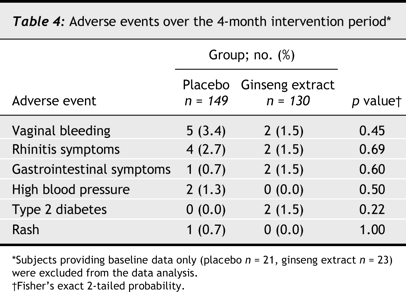 Table 4: Adverse events over the 4-month intervention period*
Group; no. (%)
Adverse event Placebo n = 149 Ginseng extract n = 130 p value†
Vaginal bleeding 5 (3.4) 2 (1.5) 0.45
Rhinitis symptoms 4 (2.7) 2 (1.5) 0.69
Gastrointestinal symptoms 1 (0.7) 2 (1.5) 0.60
High blood pressure 2 (1.3) 0 (0.0) 0.50
Type 2 diabetes 0 (0.0) 2 (1.5) 0.22
Rash 1 (0.7) 0 (0.0) 1.00
*Subjects providing baseline data only (placebo n = 21, ginseng extract n = 23)
were excluded from the data analysis.
†Fisher's exact 2-tailed probability.